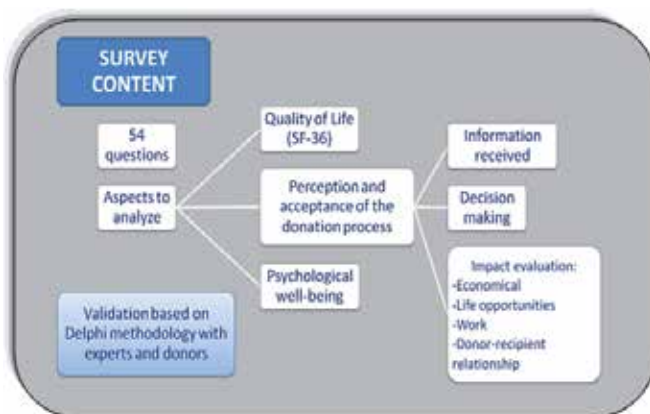 SURVEY
CONTENT
54
questions
Aspects to
analyze
Quality of Life
(SF-36)
Perception and
acceptance of the
donation process
Psychological
well-being
Information
received
Decision
making
Impact evaluation:
-Economical
-Life opportunities
-Work
-Donor-recipient
relationship
Validation based on
Delphi methodology with
experts and donors